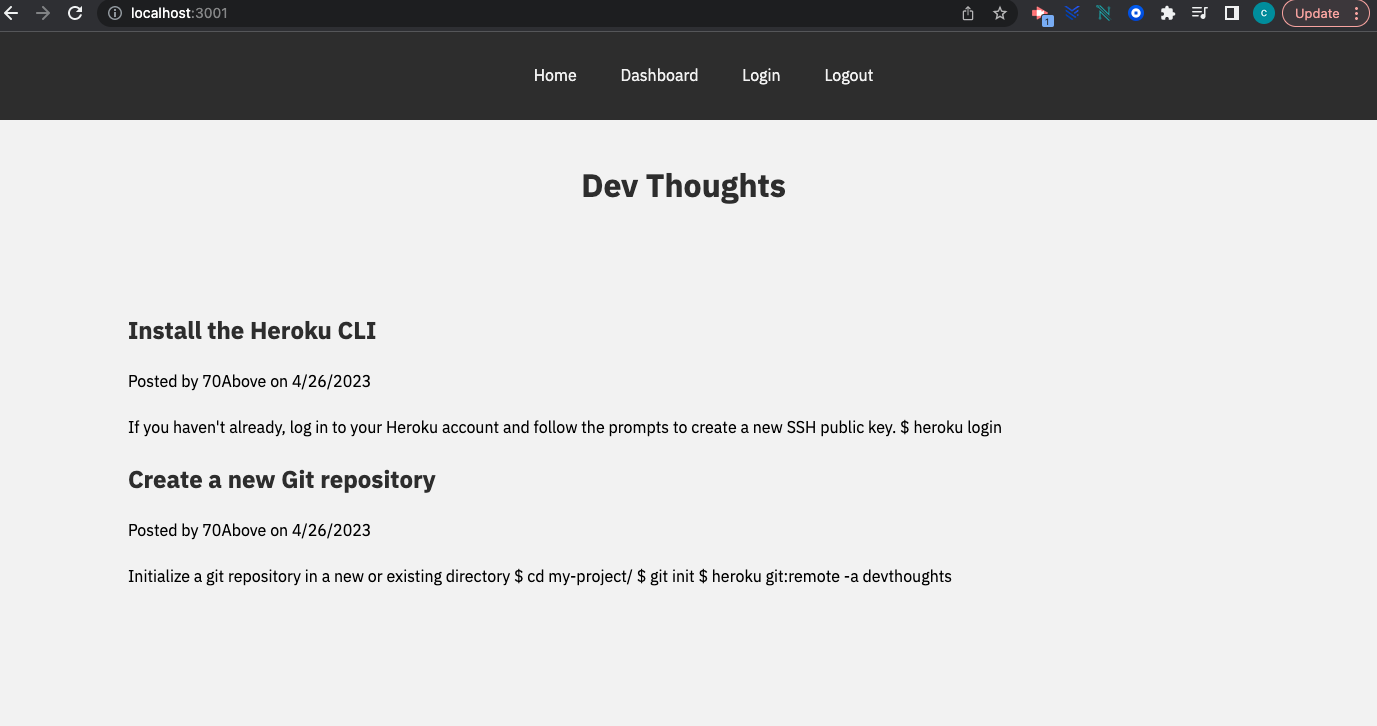 localhost:3001
1
c
Update
Home Dashboard Login Logout
Dev Thoughts
Install the Heroku CLI
Posted by 70Above on 4/26/2023
If you haven't already, log in to your Heroku account and follow the prompts to create a new SSH public key. $ heroku login
Create a new Git repository
Posted by 70Above on 4/26/2023
Initialize a git repository in a new or existing directory $ cd my-project/ $ git init $ heroku git:remote -a devthoughts